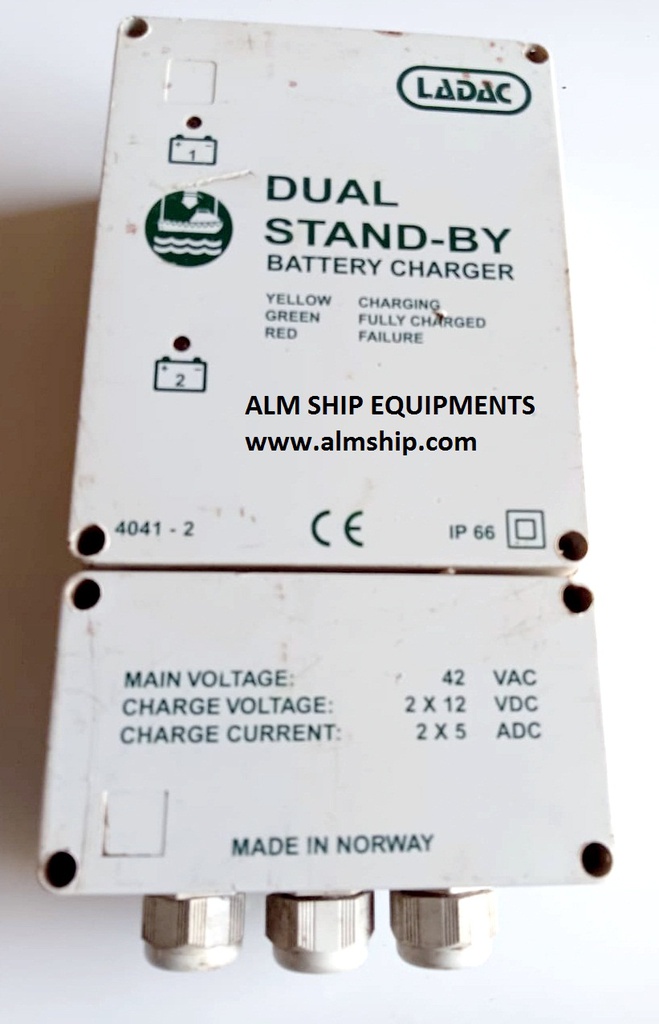 LADAC
1
DUAL
STAND-BY
BATTERY CHARGER
YELLOW CHARGING
GREEN FULLY CHARGED
RED FAILURE
2
ALM SHIP EQUIPMENTS
www.almship.com
4041 - 2 CE IP 66
MAIN VOLTAGE: 42 VAC
CHARGE VOLTAGE: 2 X 12 VDC
CHARGE CURRENT: 2 X 5 ADC
MADE IN NORWAY